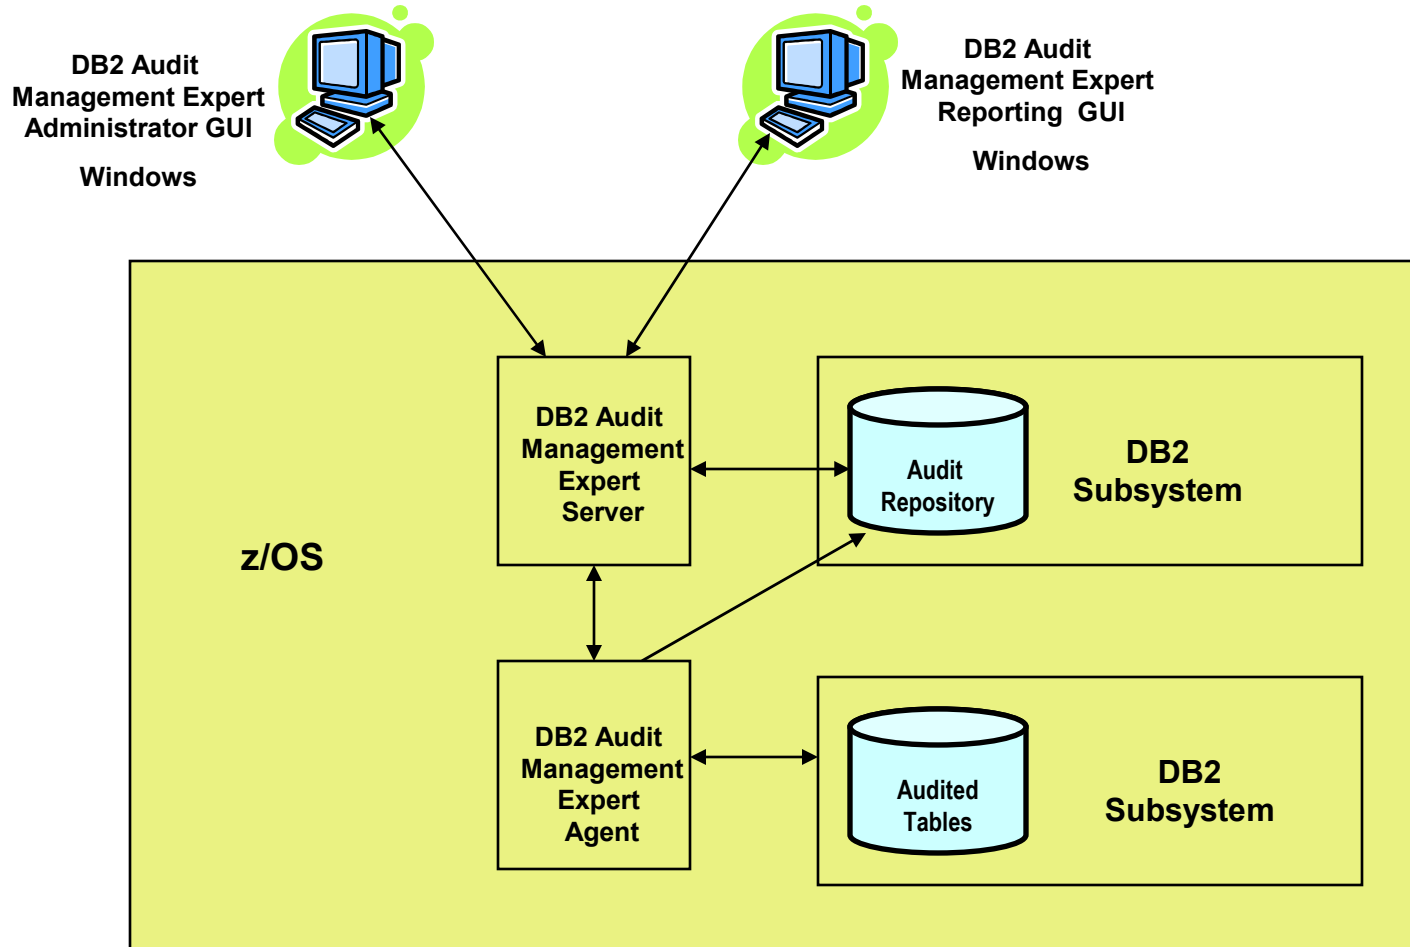 DB2 Audit
Management Expert
Administrator GUI
Windows
DB2 Audit
Management Expert
Reporting GUI
Windows
z/OS
DB2 Audit
Management
Expert
Server
Audit
Repository
DB2
Subsystem
DB2 Audit
Management
Expert
Agent
Audited
Tables
DB2
Subsystem